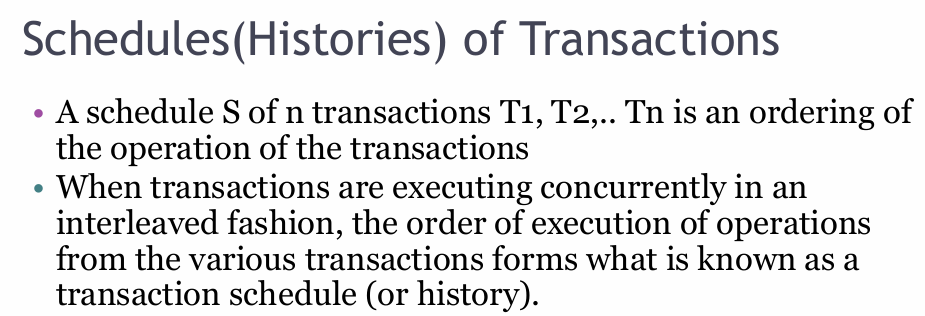 Schedules(Histories) of Transactions
• A schedule S of n transactions T1, T2,.. Tn is an ordering of
the operation of the transactions
• When transactions are executing concurrently in an
interleaved fashion, the order of execution of operations
from the various transactions forms what is known as a
transaction schedule (or history).